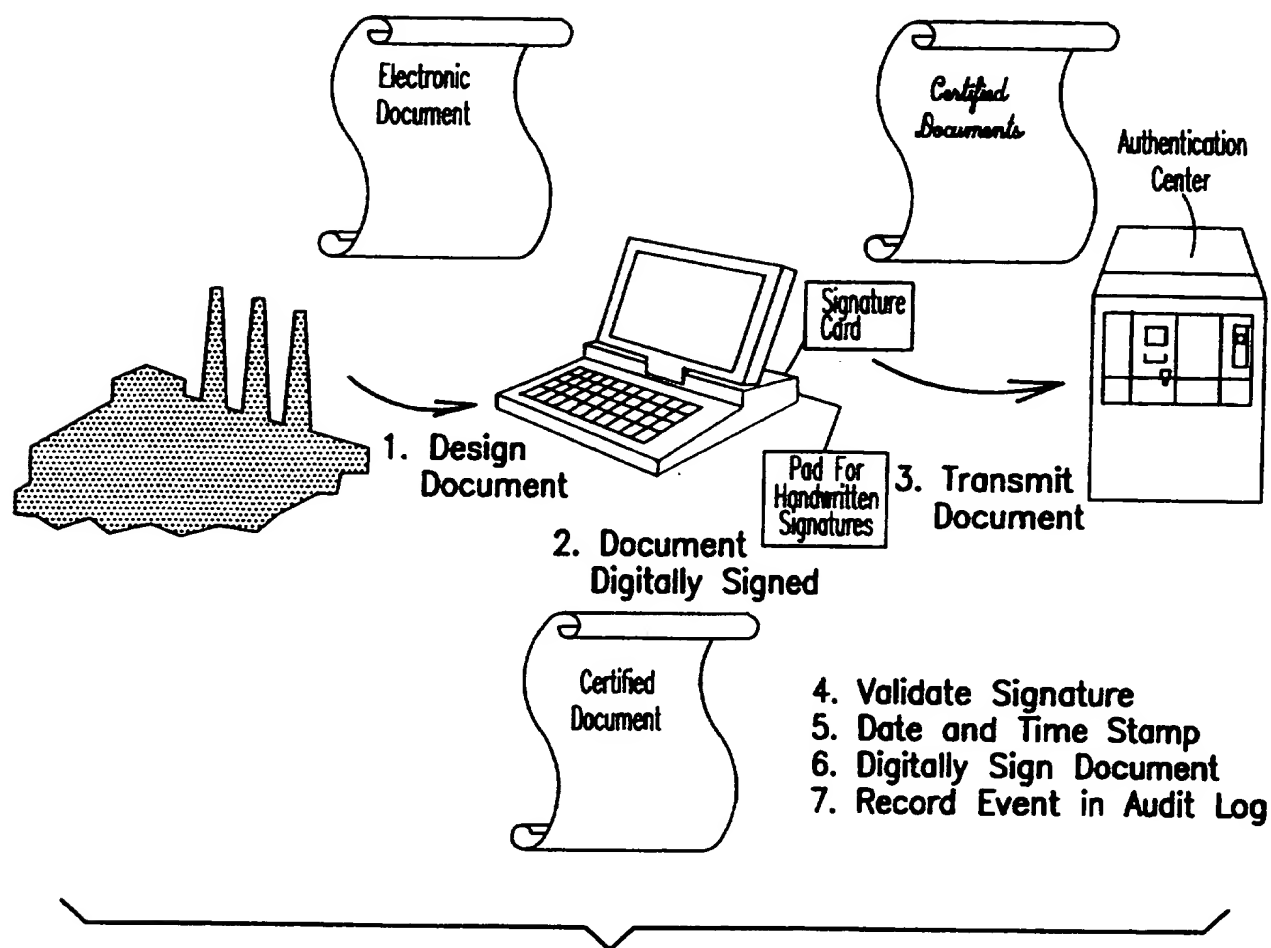 Electronic
Document
Certified
Documents
Authentication
Center
Signature
Card
1. Design
Document
Pad For
Handwritten
Signatures
3. Transmit
Document
2. Document
Digitally Signed
Certified
Document
4. Validate Signature
5. Date and Time Stamp
6. Digitally Sign Document
7. Record Event in Audit Log